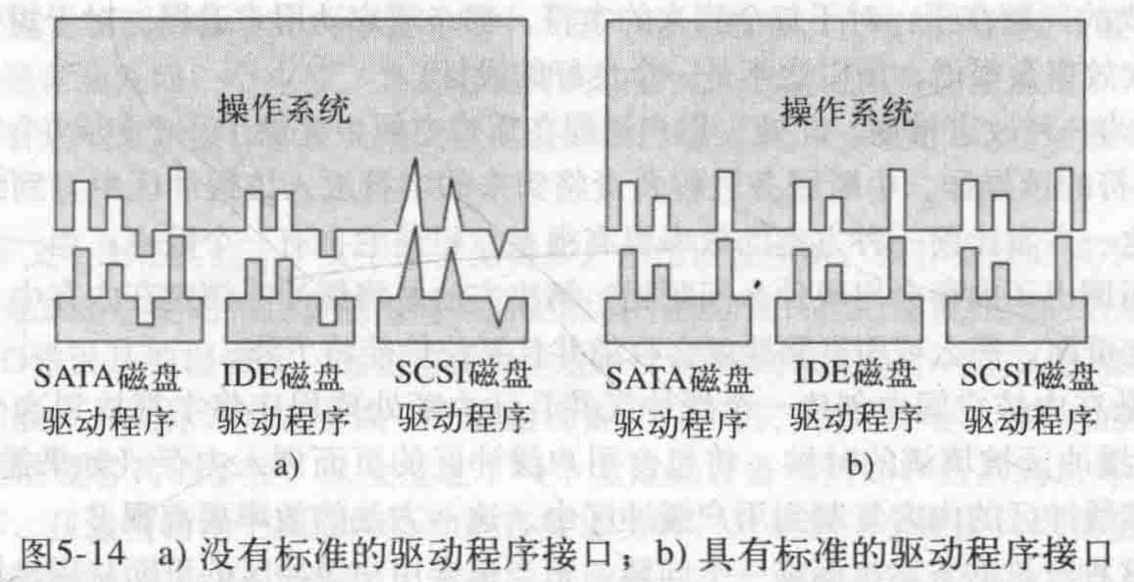 操作系统
操作系统
SATA磁盘
驱动程序
IDE磁盘
驱动程序
SCSI磁盘
驱动程序
a)
SATA磁盘
驱动程序
IDE磁盘
驱动程序
SCSI磁盘
驱动程序
b)
图5-14 a) 没有标准的驱动程序接口；b) 具有标准的驱动程序接口